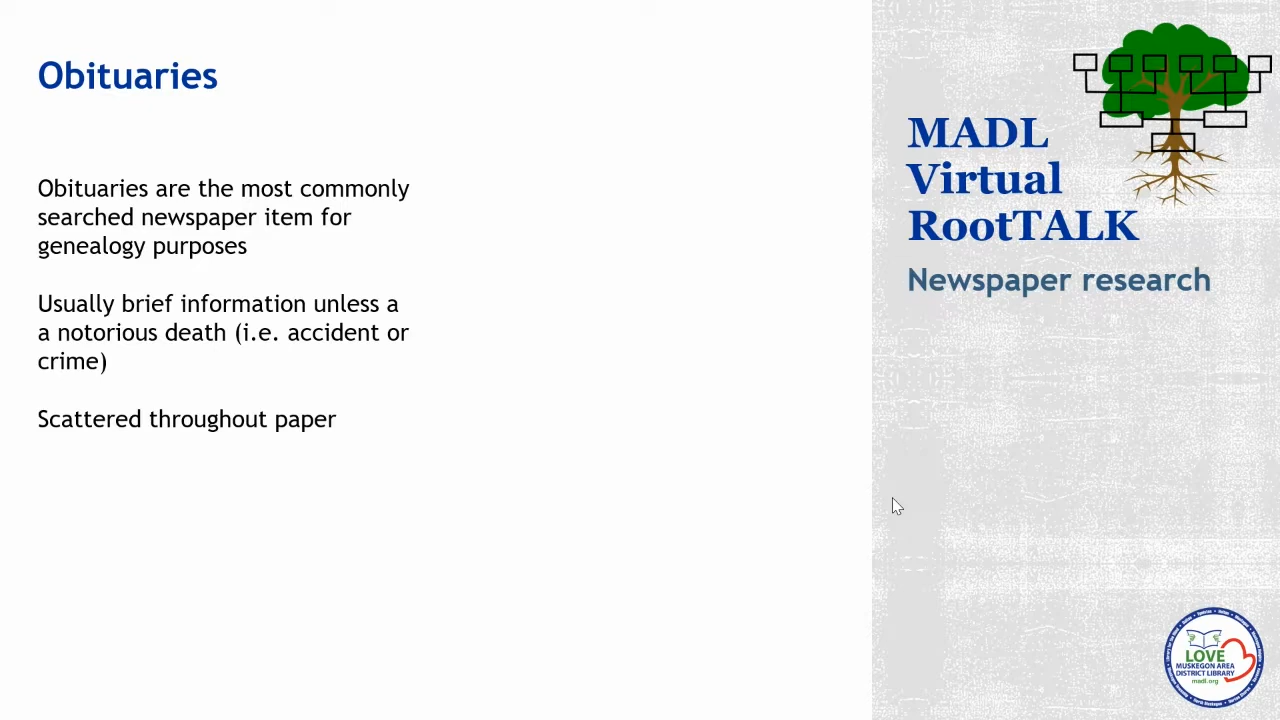 Obituaries
Obituaries are the most commonly
searched newspaper item for
genealogy purposes
Usually brief information unless a
a notorious death (i.e. accident or
crime)
Scattered throughout paper
MADL
Virtual
RootTALK
Newspaper research
LOVE
MUSKEGON AREA
DISTRICT LIBRARY
madl.org